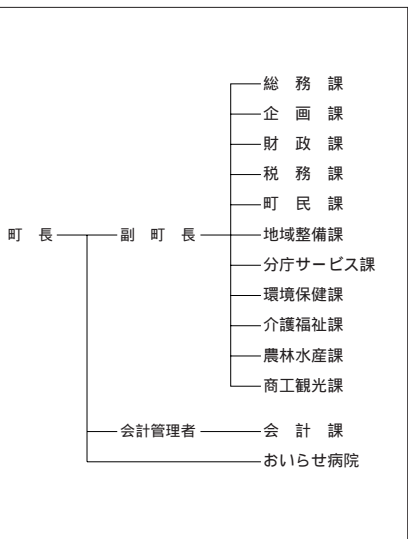 総　務　課
企　画　課
財　政　課
税　務　課
町　民　課
町　長　副　町　長　地域整備課
分庁サービス課
環境保健課
介護福祉課
農林水産課
商工観光課
会計管理者　会　計　課
おいらせ病院